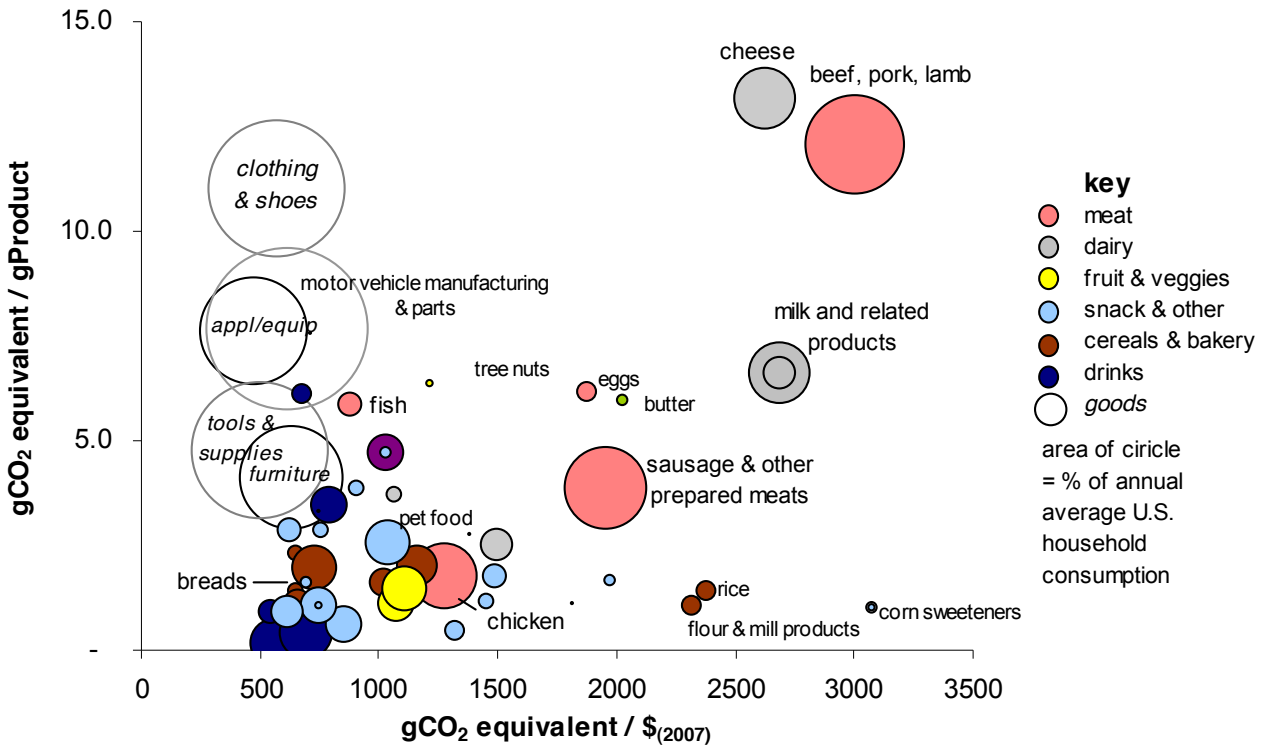 15.0
10.0
5.0
-
gCO₂ equivalent / gProduct
0
500
1000
1500
2000
2500
3000
3500
gCO₂ equivalent / $(2007)
cheese
beef, pork, lamb
clothing
& shoes
motor vehicle manufacturing
& parts
appl/equip
milk and related
products
tree nuts
eggs
butter
fish
tools &
supplies
furniture
sausage & other
prepared meats
pet food
breads
chicken
rice
flour & mill products
corn sweeteners
key
meat
dairy
fruit & veggies
snack & other
cereals & bakery
drinks
goods
area of ciricle
= % of annual
average U.S.
household
consumption